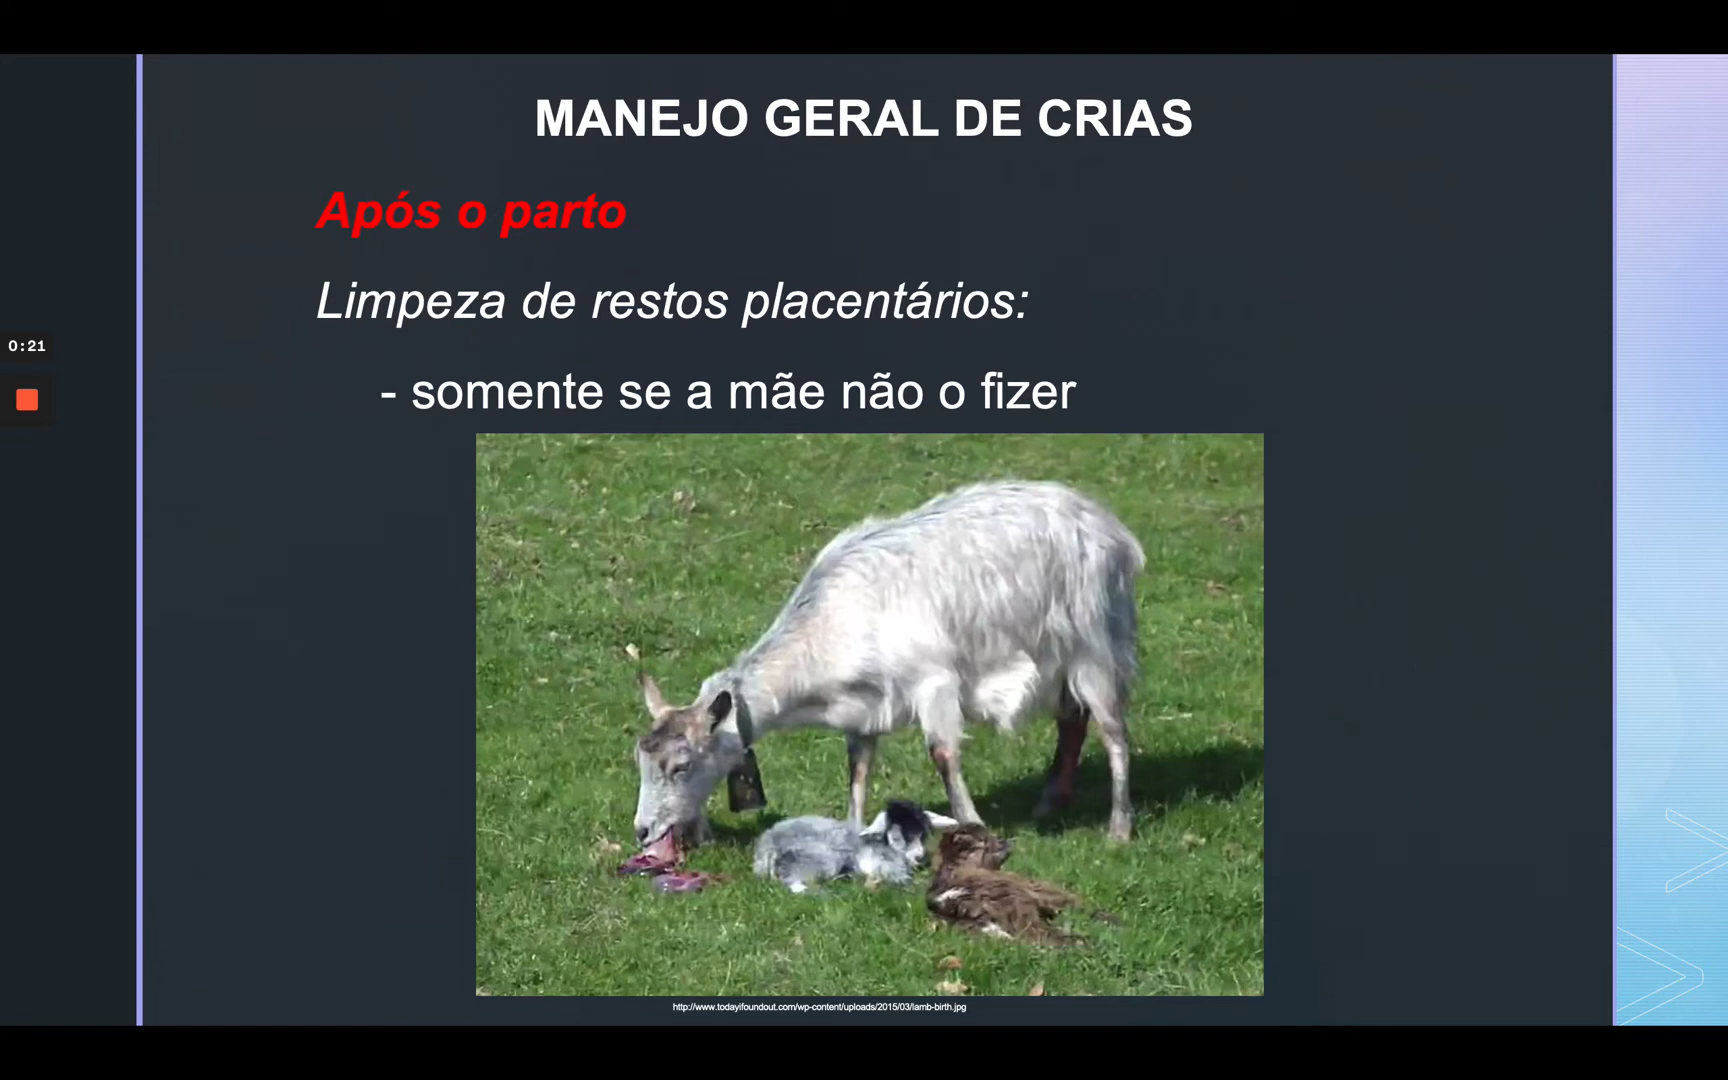 MANEJO GERAL DE CRIAS
Após o parto
Limpeza de restos placentários:
0:21
- somente se a mãe não o fizer
http://www.todayifoundout.com/wp-content/uploads/2015/03/lamb-birth.jpg